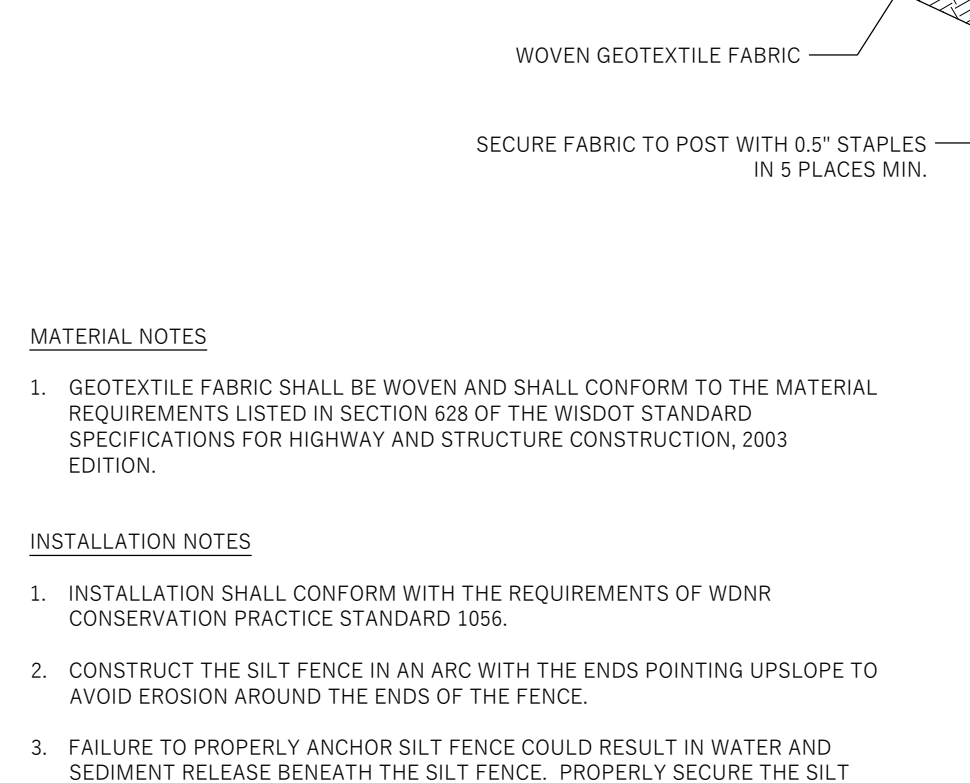 WOVEN GEOTEXTILE FABRIC
SECURE FABRIC TO POST WITH 0.5" STAPLES
IN 5 PLACES MIN.
MATERIAL NOTES
1. GEOTEXTILE FABRIC SHALL BE WOVEN AND SHALL CONFORM TO THE MATERIAL
REQUIREMENTS LISTED IN SECTION 628 OF THE WISDOT STANDARD
SPECIFICATIONS FOR HIGHWAY AND STRUCTURE CONSTRUCTION, 2003
EDITION.
INSTALLATION NOTES
1. INSTALLATION SHALL CONFORM WITH THE REQUIREMENTS OF WDNR
CONSERVATION PRACTICE STANDARD 1056.
2. CONSTRUCT THE SILT FENCE IN AN ARC WITH THE ENDS POINTING UPSLOPE TO
AVOID EROSION AROUND THE ENDS OF THE FENCE.
3. FAILURE TO PROPERLY ANCHOR SILT FENCE COULD RESULT IN WATER AND
SEDIMENT RELEASE BENEATH THE SILT FENCE. PROPERLY SECURE THE SILT